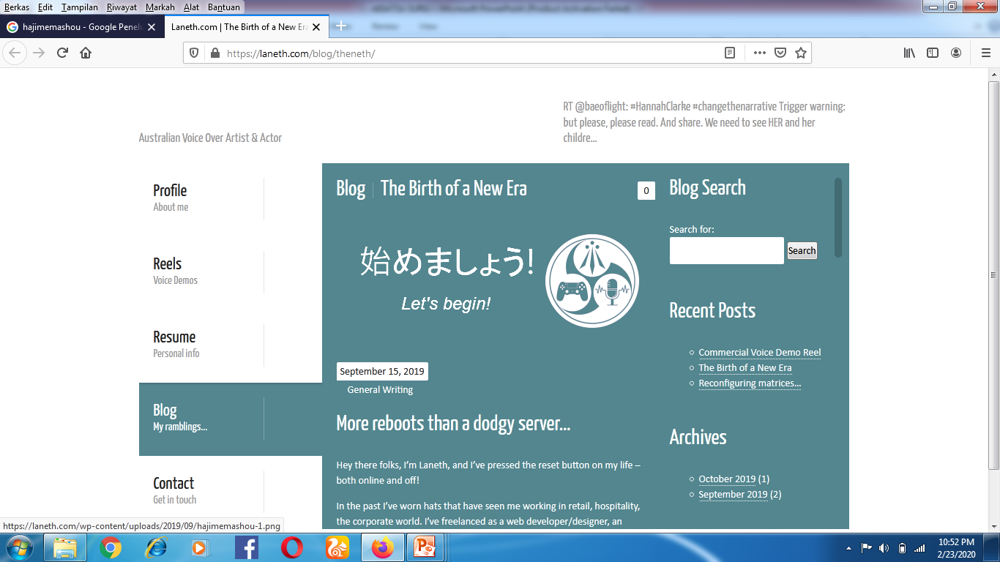 Berkas Edit Tampilan Riwayat Markah Alat Bantuan
hajimemashou - Google Penelu
Laneth.com | The Birth of a New Era
https://laneth.com/blog/theneth/
RT @baeoflight: #HannahClarke #changethenarrative Trigger warning:
but please, please read. And share. We need to see HER and her
childre...
Australian Voice Over Artist & Actor
Profile
About me
Reels
Voice Demos
Resume
Personal info
Blog
My ramblings...
Contact
Get in touch
Blog | The Birth of a New Era
0
始めましょう!
Let's begin!
September 15, 2019
General Writing
More reboots than a dodgy server...
Hey there folks, I'm Laneth, and I've pressed the reset button on my life –
both online and off!
In the past I've worn hats that have seen me working in retail, hospitality,
the corporate world. I've freelanced as a web developer/designer, an
Blog Search
Search for:
Search
Recent Posts
Commercial Voice Demo Reel
The Birth of a New Era
Reconfiguring matrices...
Archives
October 2019 (1)
September 2019 (2)
https://laneth.com/wp-content/uploads/2019/09/hajimemashou-1.png
10:52 PM
2/23/2020